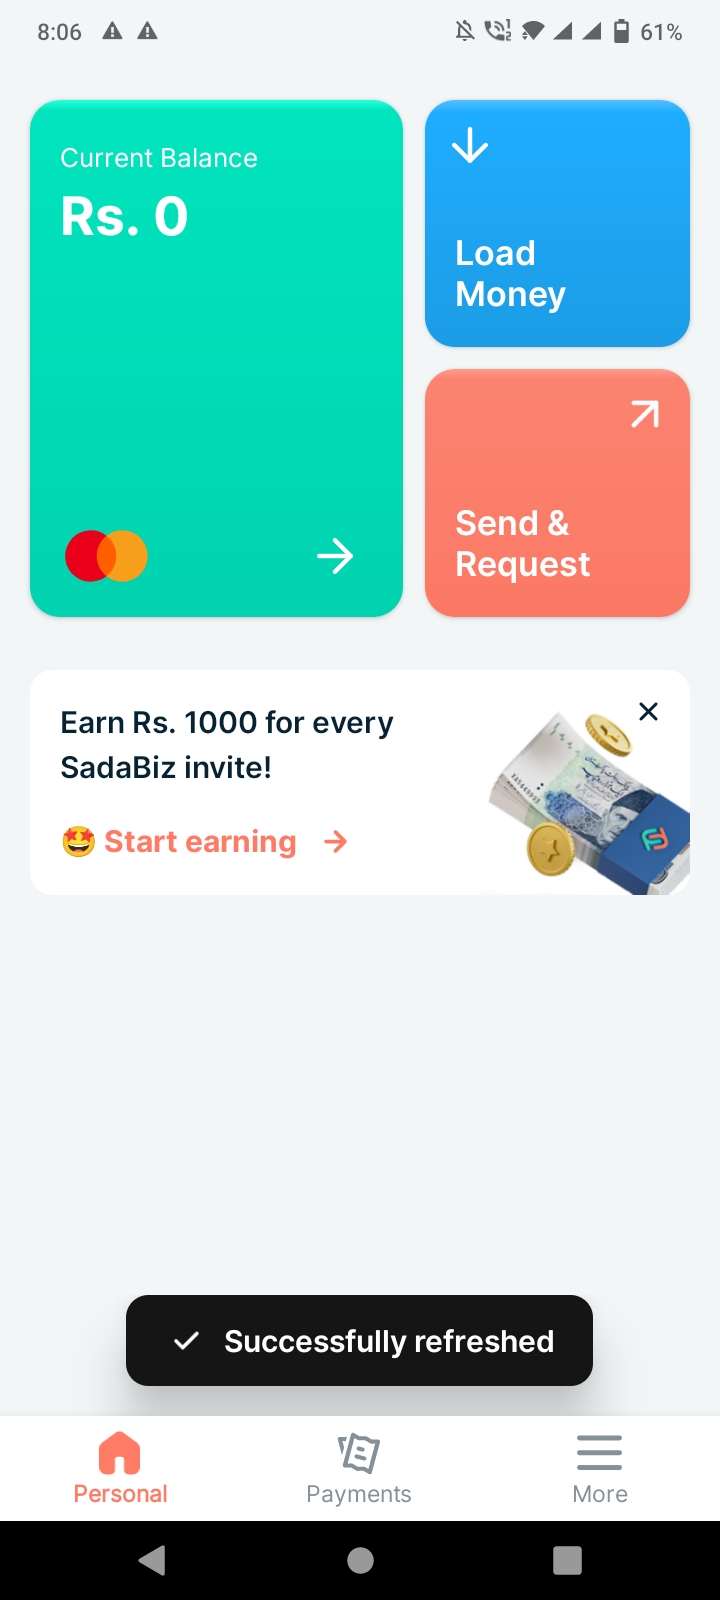 8:06
61%
Current Balance
Rs. 0
Load
Money
Send &
Request
Earn Rs. 1000 for every
SadaBiz invite!
🤩 Start earning
Successfully refreshed
Personal
Payments
More